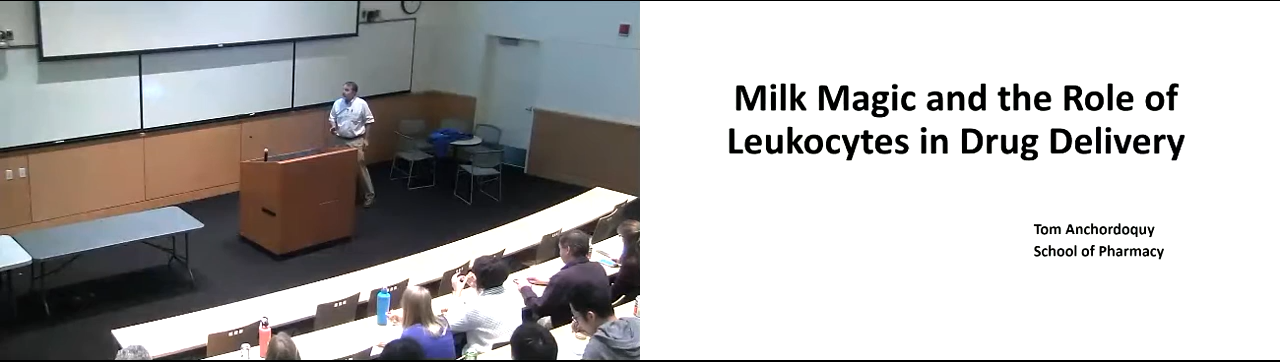 Milk Magic and the Role of
Leukocytes in Drug Delivery
Tom Anchordoquy
School of Pharmacy